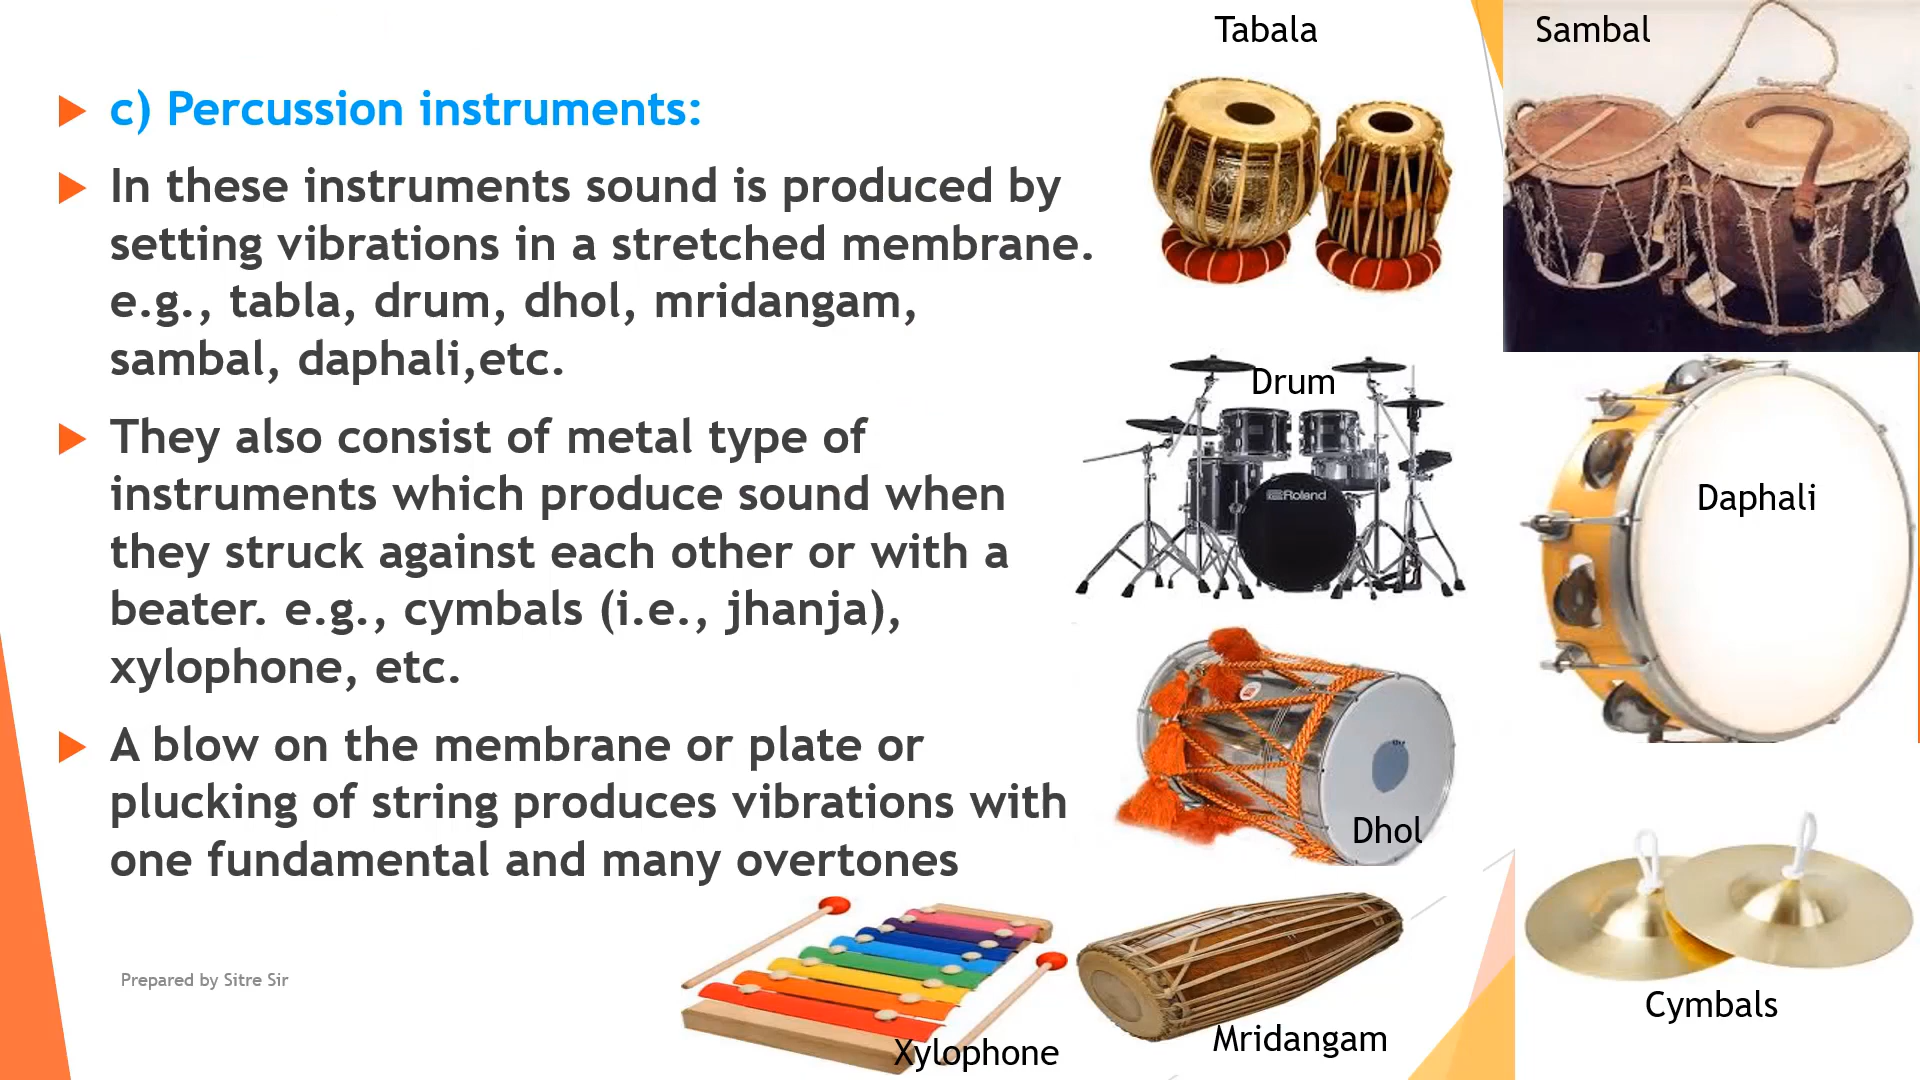 c) Percussion instruments:
In these instruments sound is produced by
setting vibrations in a stretched membrane.
e.g., tabla, drum, dhol, mridangam,
sambal, daphali,etc.
They also consist of metal type of
instruments which produce sound when
they struck against each other or with a
beater. e.g., cymbals (i.e., jhanja),
xylophone, etc.
A blow on the membrane or plate or
plucking of string produces vibrations with
one fundamental and many overtones
Prepared by Sitre Sir
Tabala
Sambal
Drum
Roland
Daphali
Dhol
Xylophone
Mridangam
Cymbals